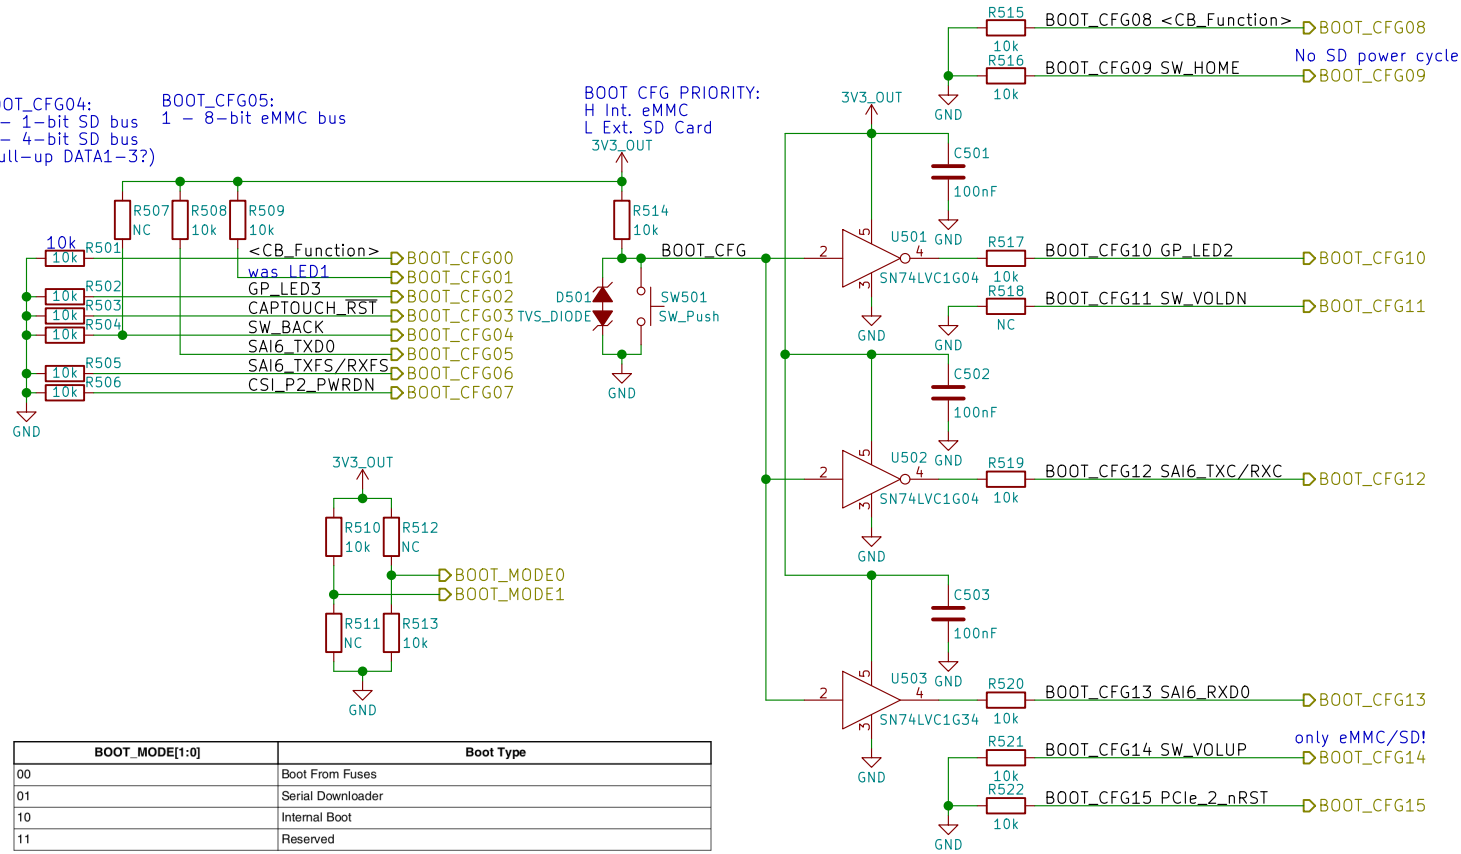 OOT_CFG04:
– 1-bit SD bus
– 4-bit SD bus
ull-up DATA1-3?)
BOOT_CFG05:
1 – 8-bit eMMC bus
BOOT CFG PRIORITY:
H Int. eMMC
L Ext. SD Card
3V3_OUT
R507
NC
R508
10k
R509
10k
R514
10k
10k
10k
R501
<CB_Function>
BOOT_CFG00
was LED1
BOOT_CFG01
10k
R502
GP_LED3
BOOT_CFG02
10k
R503
CAPTOUCH_RST
BOOT_CFG03
10k
R504
SW_BACK
BOOT_CFG04
SAI6_TXD0
BOOT_CFG05
10k
R505
SAI6_TXFS/RXFS
BOOT_CFG06
10k
R506
CSI_P2_PWRDN
BOOT_CFG07
GND
BOOT_CFG
D501
TVS_DIODE
SW501
SW_Push
GND
3V3_OUT
R510
10k
R512
NC
BOOT_MODE0
BOOT_MODE1
R511
NC
R513
10k
GND
R515
10k
BOOT_CFG08 <CB_Function>
BOOT_CFG08
No SD power cycle
R516
10k
BOOT_CFG09 SW_HOME
BOOT_CFG09
GND
3V3_OUT
C501
100nF
GND
2
5
3
4
U501
SN74LVC1G04
GND
R517
10k
BOOT_CFG10 GP_LED2
BOOT_CFG10
R518
NC
BOOT_CFG11 SW_VOLDN
BOOT_CFG11
GND
C502
100nF
GND
2
5
3
4
U502
SN74LVC1G04
GND
R519
10k
BOOT_CFG12 SAI6_TXC/RXC
BOOT_CFG12
C503
100nF
GND
2
5
3
4
U503
SN74LVC1G34
GND
R520
10k
BOOT_CFG13 SAI6_RXD0
BOOT_CFG13
only eMMC/SD!
R521
10k
BOOT_CFG14 SW_VOLUP
BOOT_CFG14
R522
10k
BOOT_CFG15 PCIe_2_nRST
BOOT_CFG15
GND
BOOT_MODE[1:0] Boot Type
00 Boot From Fuses
01 Serial Downloader
10 Internal Boot
11 Reserved